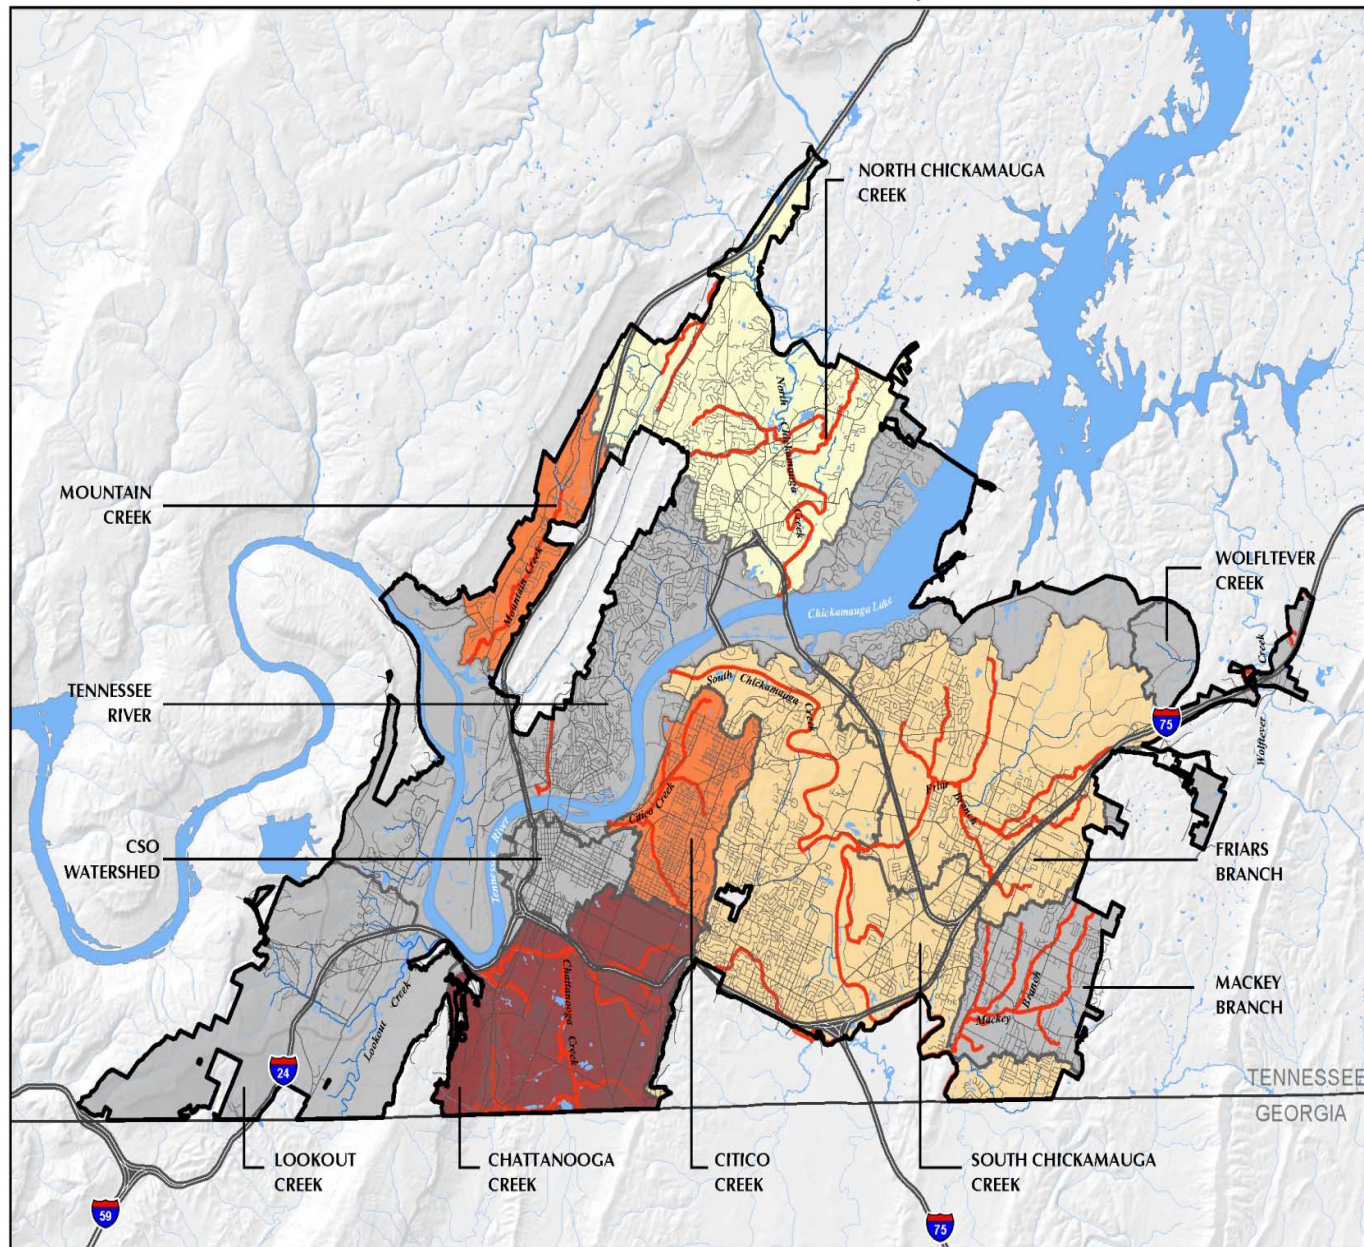 NORTH CHICKAMAUGA
CREEK
North Chickamauga Creek
MOUNTAIN
CREEK
Mountain Creek
WOLFLTEVER
CREEK
Chickamauga Lake
Wolftever Creek
TENNESSEE
RIVER
South Chickamauga Creek
75
Friar Branch
Citico Creek
Tennessee River
CSO
WATERSHED
FRIARS
BRANCH
Chattanooga Creek
Lookout Creek
Mackey Branch
MACKEY
BRANCH
24
TENNESSEE
GEORGIA
LOOKOUT
CREEK
CHATTANOOGA
CREEK
CITICO
CREEK
SOUTH CHICKAMAUGA
CREEK
59
75